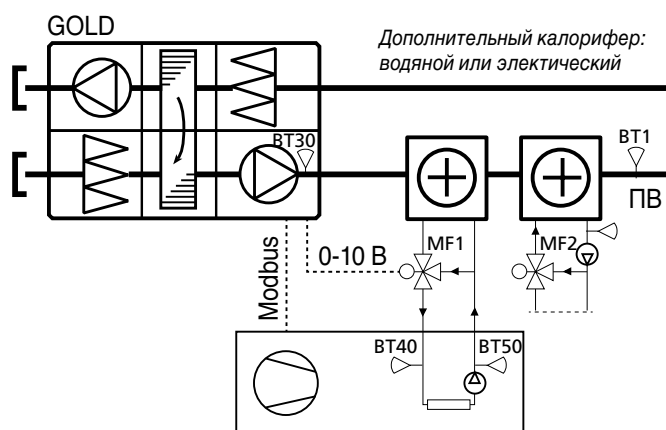 GOLD
Дополнительный калорифер:
водяной или электический
BT30
BT1
ПВ
MF1
MF2
0-10 В
Modbus
BT40
BT50